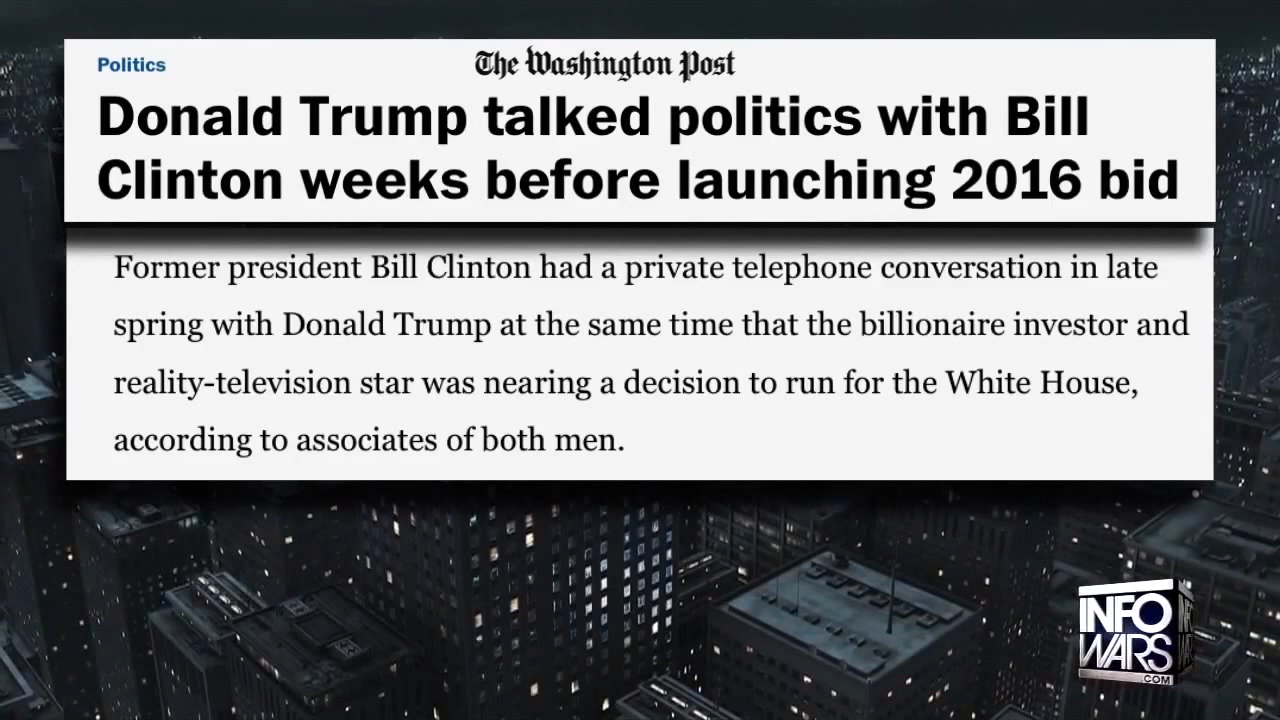 Politics
The Washington Post
Donald Trump talked politics with Bill
Clinton weeks before launching 2016 bid
Former president Bill Clinton had a private telephone conversation in late
spring with Donald Trump at the same time that the billionaire investor and
reality-television star was nearing a decision to run for the White House,
according to associates of both men.
INFO
WARS
.COM